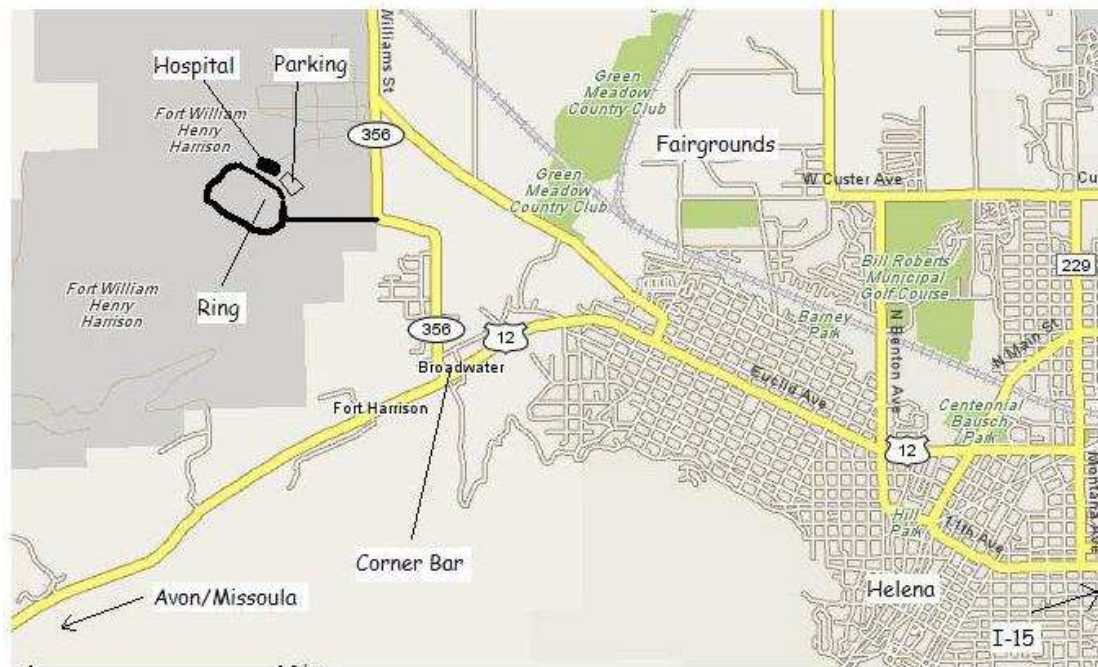 Williams St
Hospital
Parking
Fort William
Henry
Harrison
356
Green
Meadow
Country Club
Fairgrounds
Green
Meadow
Country Club
W Custer Ave
Cu
Bill Roberts
Municipal
Golf Course
229
Fort William
Henry
Harrison
Ring
356
12
Barney
Park
N Benton Ave
N Main St
Broadwater
Euclid Ave
Fort Harrison
Centennial
Bausch
Park
12
Montana Ave
Hill
Park
11th Ave
Corner Bar
Avon/Missoula
Helena
I-15